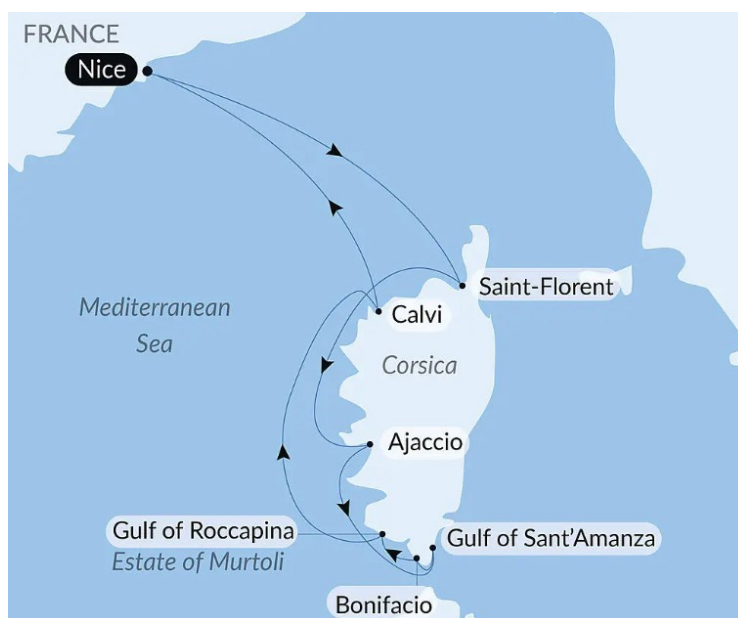 FRANCE
Nice
Saint-Florent
Mediterranean
Sea
Calvi
Corsica
Ajaccio
Gulf of Roccapina
Estate of Murtoli
Gulf of Sant'Amanza
Bonifacio